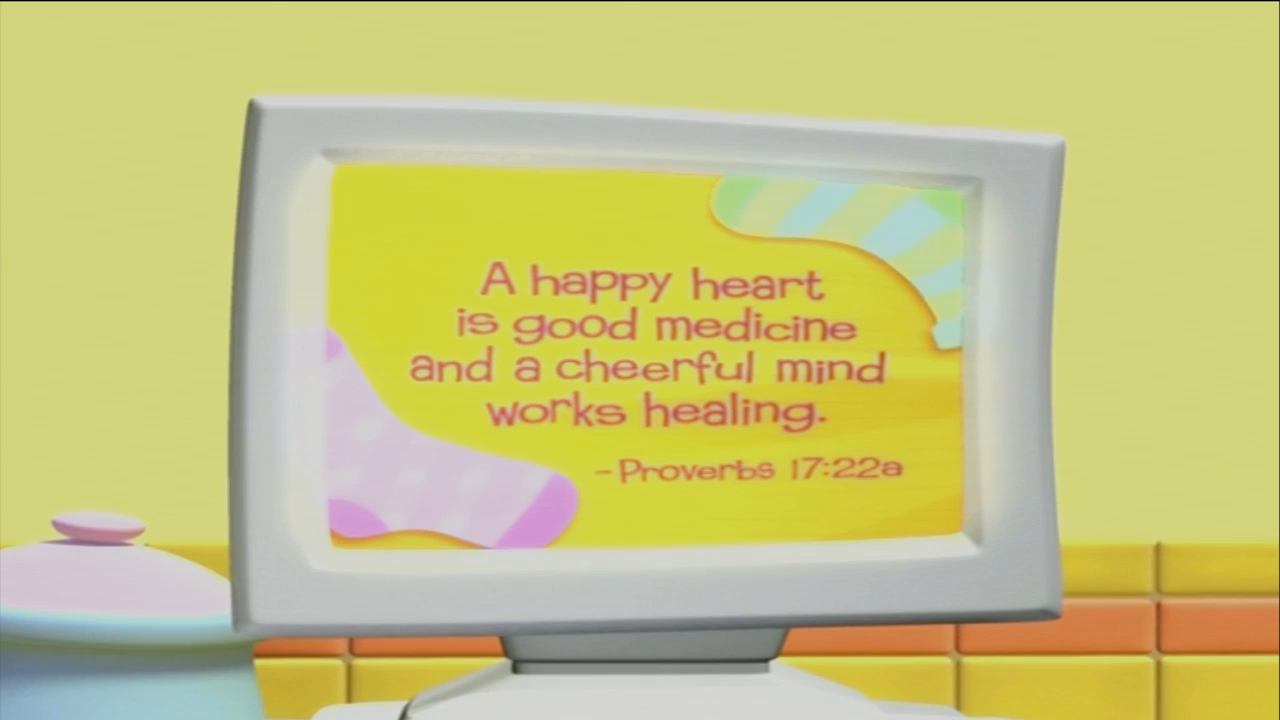 A happy heart
is good medicine
and a cheerful mind
works healing.
- Proverbs 17:22a